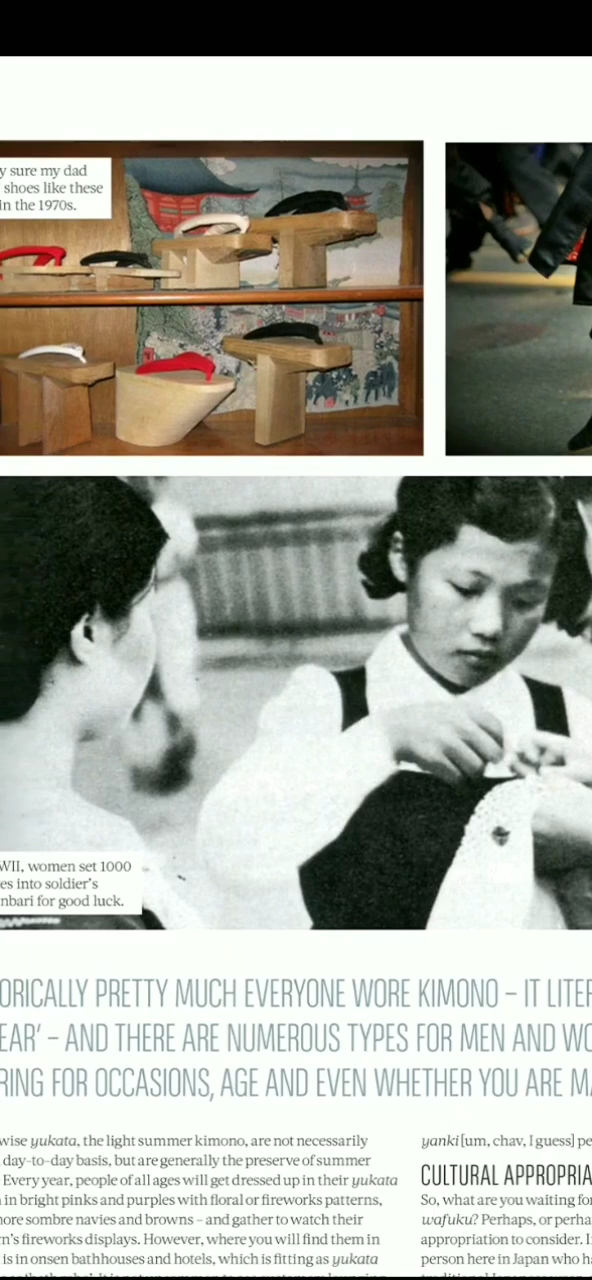 y sure my dad
shoes like these
in the 1970s.
WII, women set 1000
es into soldier's
nbari for good luck.
ORICALLY PRETTY MUCH EVERYONE WORE KIMONO – IT LITER
EAR' – AND THERE ARE NUMEROUS TYPES FOR MEN AND WO
RING FOR OCCASIONS, AGE AND EVEN WHETHER YOU ARE MA
wise yukata, the light summer kimono, are not necessarily
day-to-day basis, but are generally the preserve of summer
Every year, people of all ages will get dressed up in their yukata
in bright pinks and purples with floral or fireworks patterns,
more sombre navies and browns – and gather to watch their
n's fireworks displays. However, where you will find them in
is in onsen bathhouses and hotels, which is fitting as yukata
yanki [um, chav, I guess] pe
CULTURAL APPROPRIA
So, what are you waiting for
wafuku? Perhaps, or perha
appropriation to consider. I
person here in Japan who ha